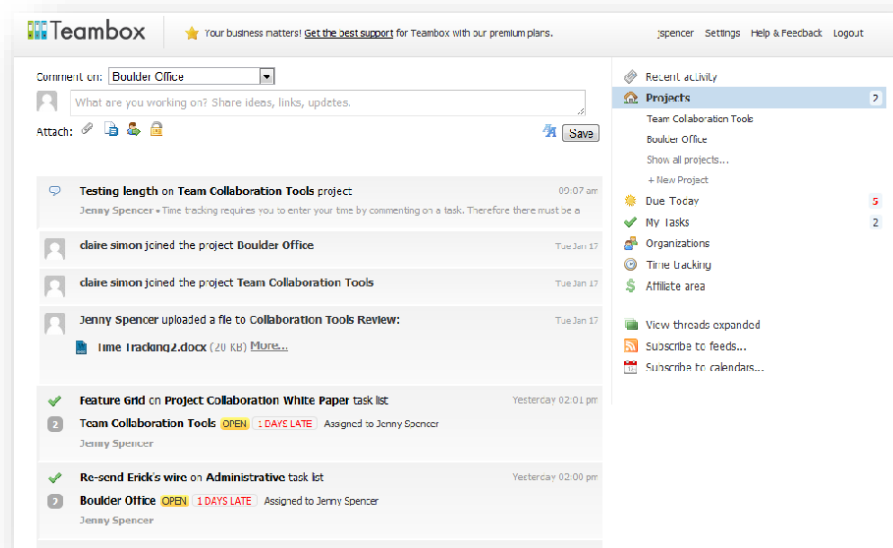 Teambox
Your business matters! Get the best support for Teambox with our premium plans.
jspencer Settings Help & Feedback Logout
Comment on: Boulder Office
What are you working on? Share ideas, links, updates.
Attach:
Save
Testing length on Team Collaboration Tools project 09:07 am
Jenny Spencer • Time tracking requires you to enter your time by commenting on a task. Therefore there must be a
claire simon joined the project Boulder Office Tue Jan 17
claire simon joined the project Team Collaboration Tools Tue Jan 17
Jenny Spencer uploaded a file to Collaboration Tools Review: Tue Jan 17
Time Tracking2.docx (20 KB) More...
Feature Grid on Project Collaboration White Paper task list Yesterday 02:01 pm
2 Team Collaboration Tools OPEN 1 DAYS LATE Assigned to Jenny Spencer
Jenny Spencer
Re-send Erick's wire on Administrative task list Yesterday 02:00 pm
2 Boulder Office OPEN 1 DAYS LATE Assigned to Jenny Spencer
Jenny Spencer
Recent activity
Projects 2
Team Collaboration Tools
Boulder Office
Show all projects...
+ New Project
Due Today 5
My Tasks 2
Organizations
Time tracking
Affiliate area
View threads expanded
Subscribe to feeds...
Subscribe to calendars...